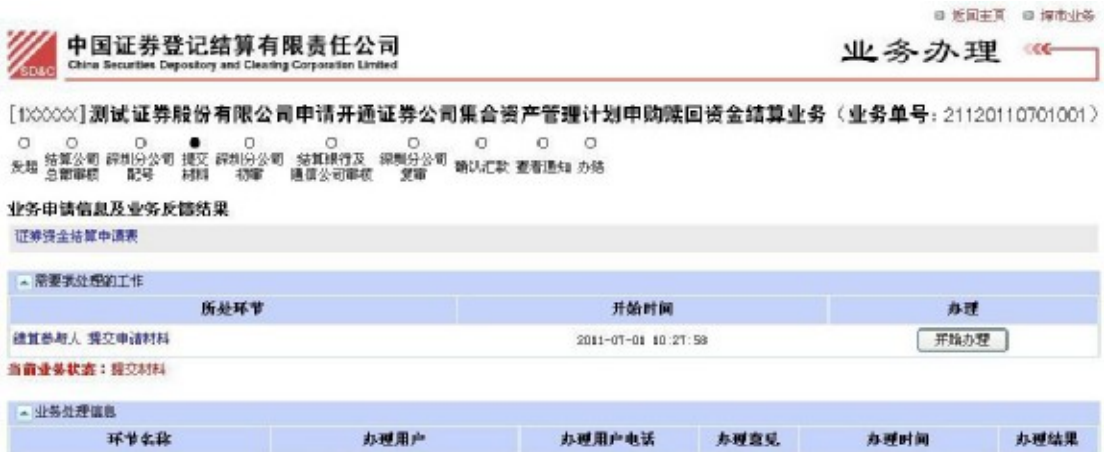 返回主页 深市业务
中国证券登记结算有限责任公司
China Securities Depository and Clearing Corporation Limited
SD&C
业务办理
[1XXXXX]测试证券股份有限公司申请开通证券公司集合资产管理计划申购赎回资金结算业务（业务单号：21120110701001）
发起 结算公司总部审核 深圳分公司配号 提交材料 深圳分公司初审 结算银行及通信公司审核 深圳分公司复审 确认汇款 查看通知 办结
业务申请信息及业务反馈结果
证券资金结算申请表
需要我处理的工作
所处环节 开始时间 办理
结算参与人 提交申请材料 2011-07-01 10:27:58 开始办理
当前业务状态：提交材料
业务处理信息
环节名称 办理用户 办理用户电话 办理意见 办理时间 办理结果